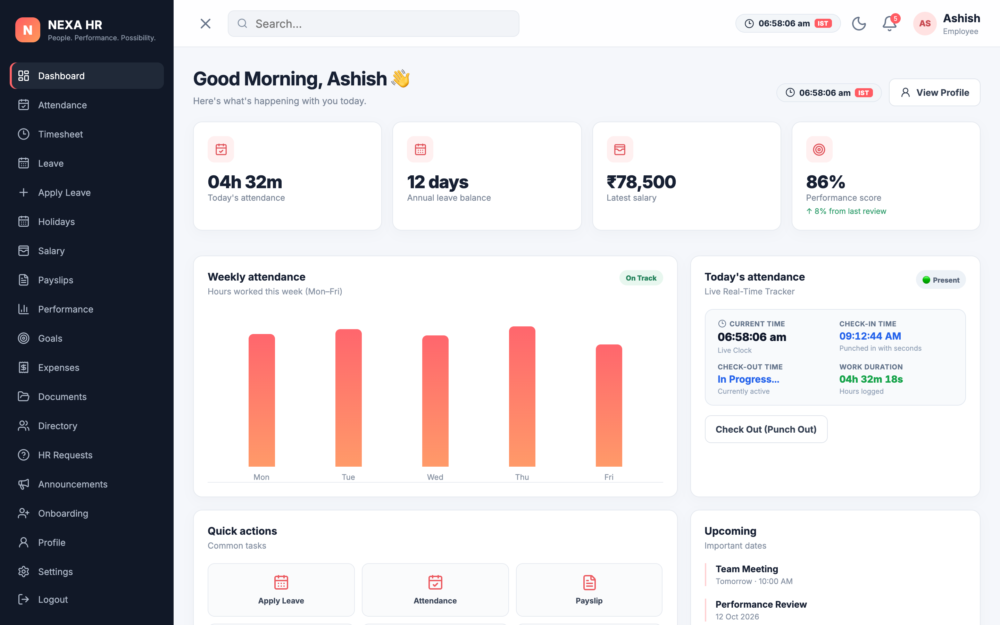 N
NEXA HR
People. Performance. Possibility.
Dashboard
Attendance
Timesheet
Leave
Apply Leave
Holidays
Salary
Payslips
Performance
Goals
Expenses
Documents
Directory
HR Requests
Announcements
Onboarding
Profile
Settings
Logout
Search...
06:58:06 am IST
5
AS
Ashish
Employee
Good Morning, Ashish 👋
Here's what's happening with you today.
06:58:06 am IST
View Profile
04h 32m
Today's attendance
12 days
Annual leave balance
₹78,500
Latest salary
86%
Performance score
↑ 8% from last review
Weekly attendance
Hours worked this week (Mon–Fri)
On Track
Mon Tue Wed Thu Fri
Today's attendance
Live Real-Time Tracker
Present
CURRENT TIME
06:58:06 am
Live Clock
CHECK-IN TIME
09:12:44 AM
Punched in with seconds
CHECK-OUT TIME
In Progress...
Currently active
WORK DURATION
04h 32m 18s
Hours logged
Check Out (Punch Out)
Quick actions
Common tasks
Apply Leave
Attendance
Payslip
Upcoming
Important dates
Team Meeting
Tomorrow · 10:00 AM
Performance Review
12 Oct 2026